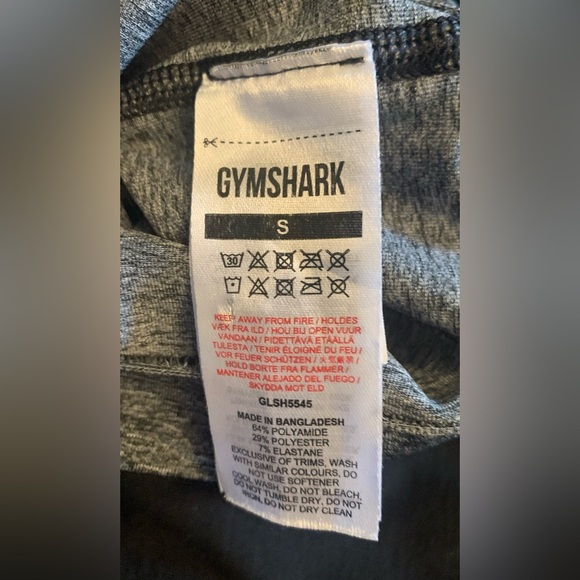 GYMSHARK
S
30
KEEP AWAY FROM FIRE / HOLDES
VÆK FRA ILD / HOU BIJ OPEN VUUR
VANDAAN / PIDETTÄVÄ ETÄÄLLÄ
TULESTA / TENIR ÉLOIGNÉ DU FEU /
VOR FEUER SCHÜTZEN /
HOLD BORTE FRA FLAMMER /
MANTENER ALEJADO DEL FUEGO /
SKYDDA MOT ELD
GLSH5545
MADE IN BANGLADESH
64% POLYAMIDE
29% POLYESTER
7% ELASTANE
EXCLUSIVE OF TRIMS, WASH
WITH SIMILAR COLOURS, DO
NOT USE SOFTENER
COOL WASH, DO NOT BLEACH,
DO NOT TUMBLE DRY, DO NOT
IRON, DO NOT DRY CLEAN